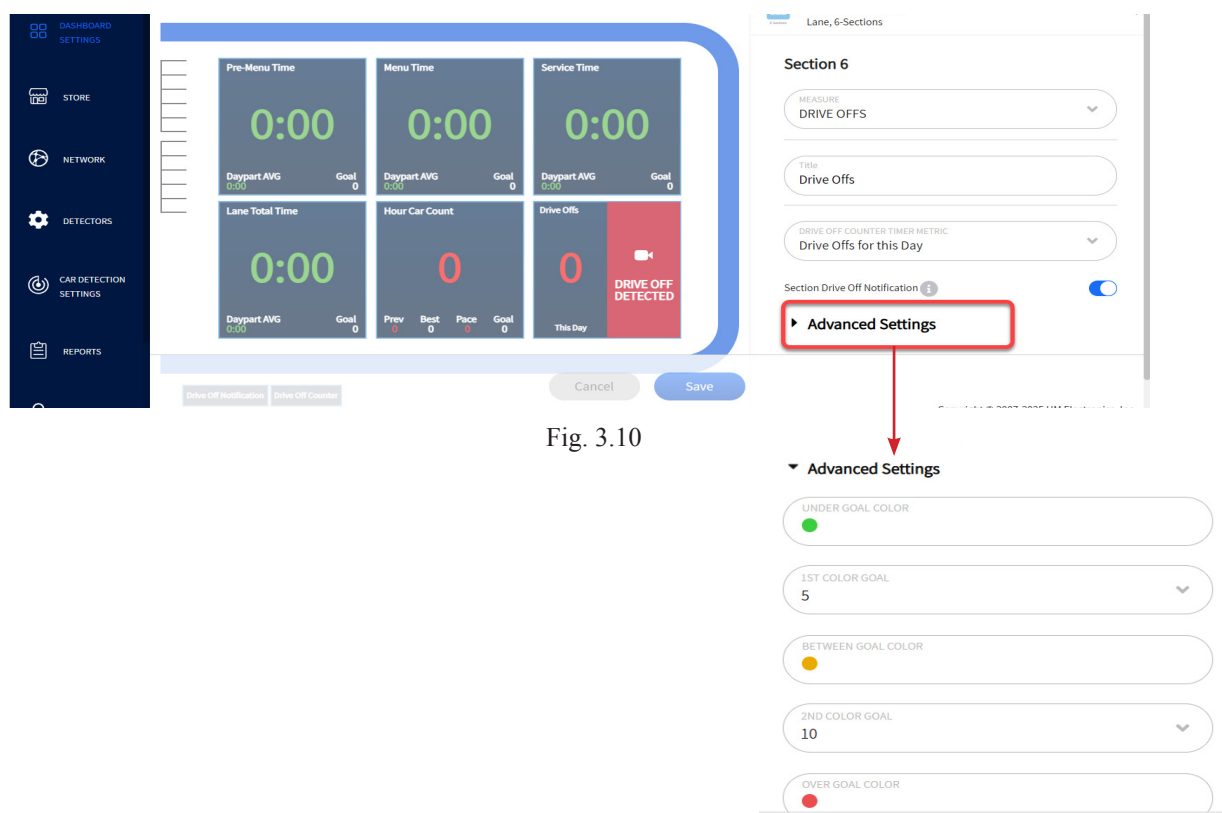 DASHBOARD
SETTINGS
STORE
NETWORK
DETECTORS
CAR DETECTION
SETTINGS
REPORTS
Pre-Menu Time
0:00
Daypart AVG Goal
0:00 0
Menu Time
0:00
Daypart AVG Goal
0:00 0
Service Time
0:00
Daypart AVG Goal
0:00 0
Lane Total Time
0:00
Daypart AVG Goal
0:00 0
Hour Car Count
0
Prev Best Pace Goal
0 0 0 0
Drive Offs
0
This Day
DRIVE OFF
DETECTED
Drive Off Notification Drive Off Counter
Cancel Save
Lane, 6-Sections
Section 6
MEASURE
DRIVE OFFS
Title
Drive Offs
DRIVE OFF COUNTER TIMER METRIC
Drive Offs for this Day
Section Drive Off Notification i
Advanced Settings
Fig. 3.10
Advanced Settings
UNDER GOAL COLOR
1ST COLOR GOAL
5
BETWEEN GOAL COLOR
2ND COLOR GOAL
10
OVER GOAL COLOR